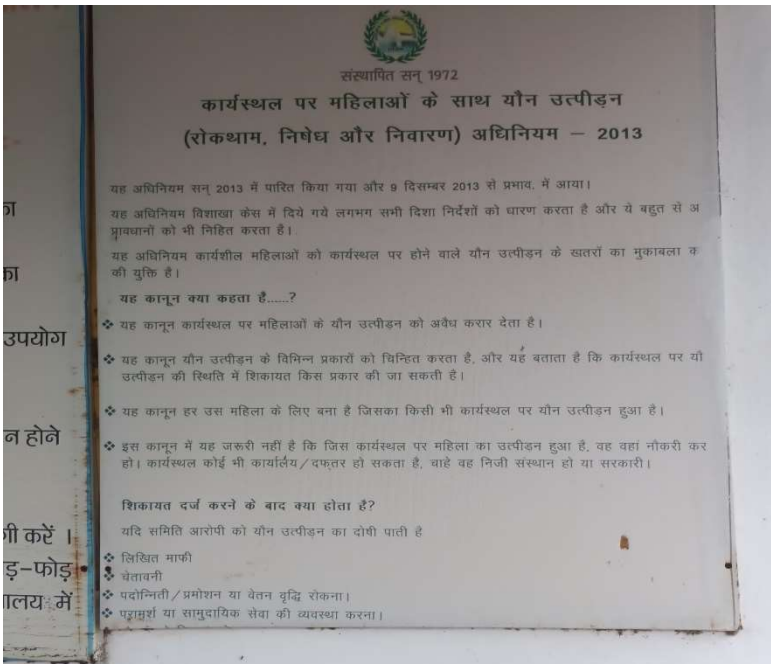 संस्थापित सन् 1972
कार्यस्थल पर महिलाओं के साथ यौन उत्पीड़न
(रोकथाम, निषेध और निवारण) अधिनियम – 2013
यह अधिनियम सन् 2013 में पारित किया गया और 9 दिसम्बर 2013 से प्रभाव. में आया।
यह अधिनियम विशाखा केस में दिये गये लगभग सभी दिशा निर्देशों को धारण करता है और ये बहुत से अ
प्रावधानों को भी निहित करता है।
यह अधिनियम कार्यशील महिलाओं को कार्यस्थल पर होने वाले यौन उत्पीड़न के खतरों का मुकाबला क
की युक्ति है।
यह कानून क्या कहता है......?
❖ यह कानून कार्यस्थल पर महिलाओं के यौन उत्पीड़न को अवैध करार देता है।
❖ यह कानून यौन उत्पीड़न के विभिन्न प्रकारों को चिन्हित करता है, और यह बताता है कि कार्यस्थल पर यौ
उत्पीड़न की स्थिति में शिकायत किस प्रकार की जा सकती है।
❖ यह कानून हर उस महिला के लिए बना है जिसका किसी भी कार्यस्थल पर यौन उत्पीड़न हुआ है।
❖ इस कानून में यह जरूरी नहीं है कि जिस कार्यस्थल पर महिला का उत्पीड़न हुआ है, वह वहां नौकरी कर
हो। कार्यस्थल कोई भी कार्यालय/दफ्तर हो सकता है, चाहे वह निजी संस्थान हो या सरकारी।
शिकायत दर्ज करने के बाद क्या होता है?
यदि समिति आरोपी को यौन उत्पीड़न का दोषी पाती है
❖ लिखित माफी
❖ चेतावनी
❖ पदोन्निती/प्रमोशन या वेतन वृद्धि रोकना।
❖ परामर्श या सामुदायिक सेवा की व्यवस्था करना।
का
का
उपयोग
न होने
गी करें ।
ड़-फोड़
ालय में